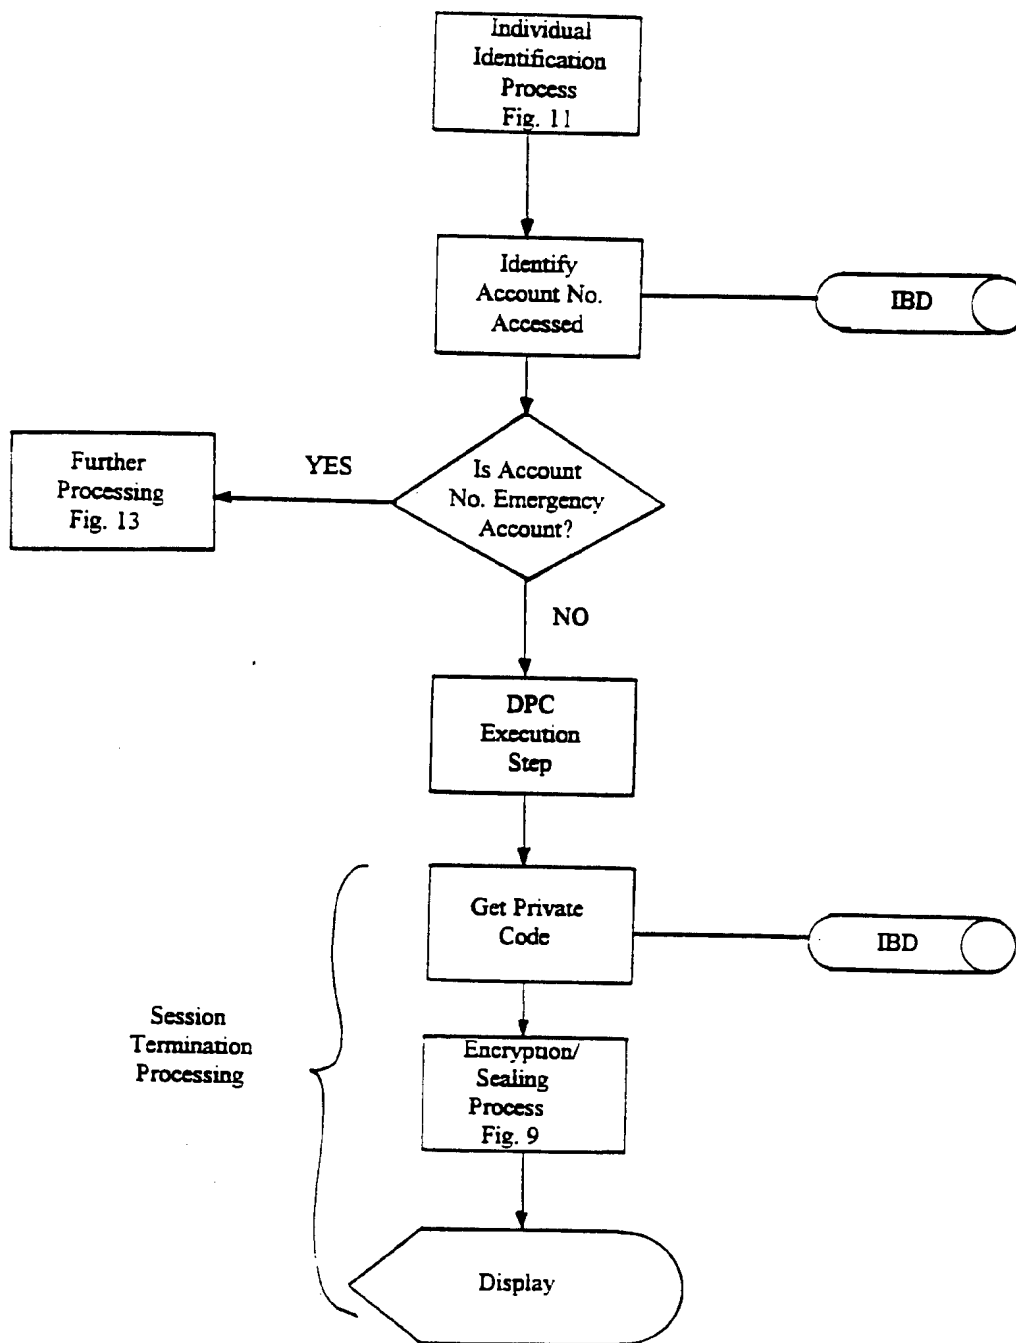 Individual
Identification
Process
Fig. 11
Identify
Account No.
Accessed
IBD
Further
Processing
Fig. 13
YES
Is Account
No. Emergency
Account?
NO
DPC
Execution
Step
Get Private
Code
IBD
Session
Termination
Processing
Encryption/
Sealing
Process
Fig. 9
Display